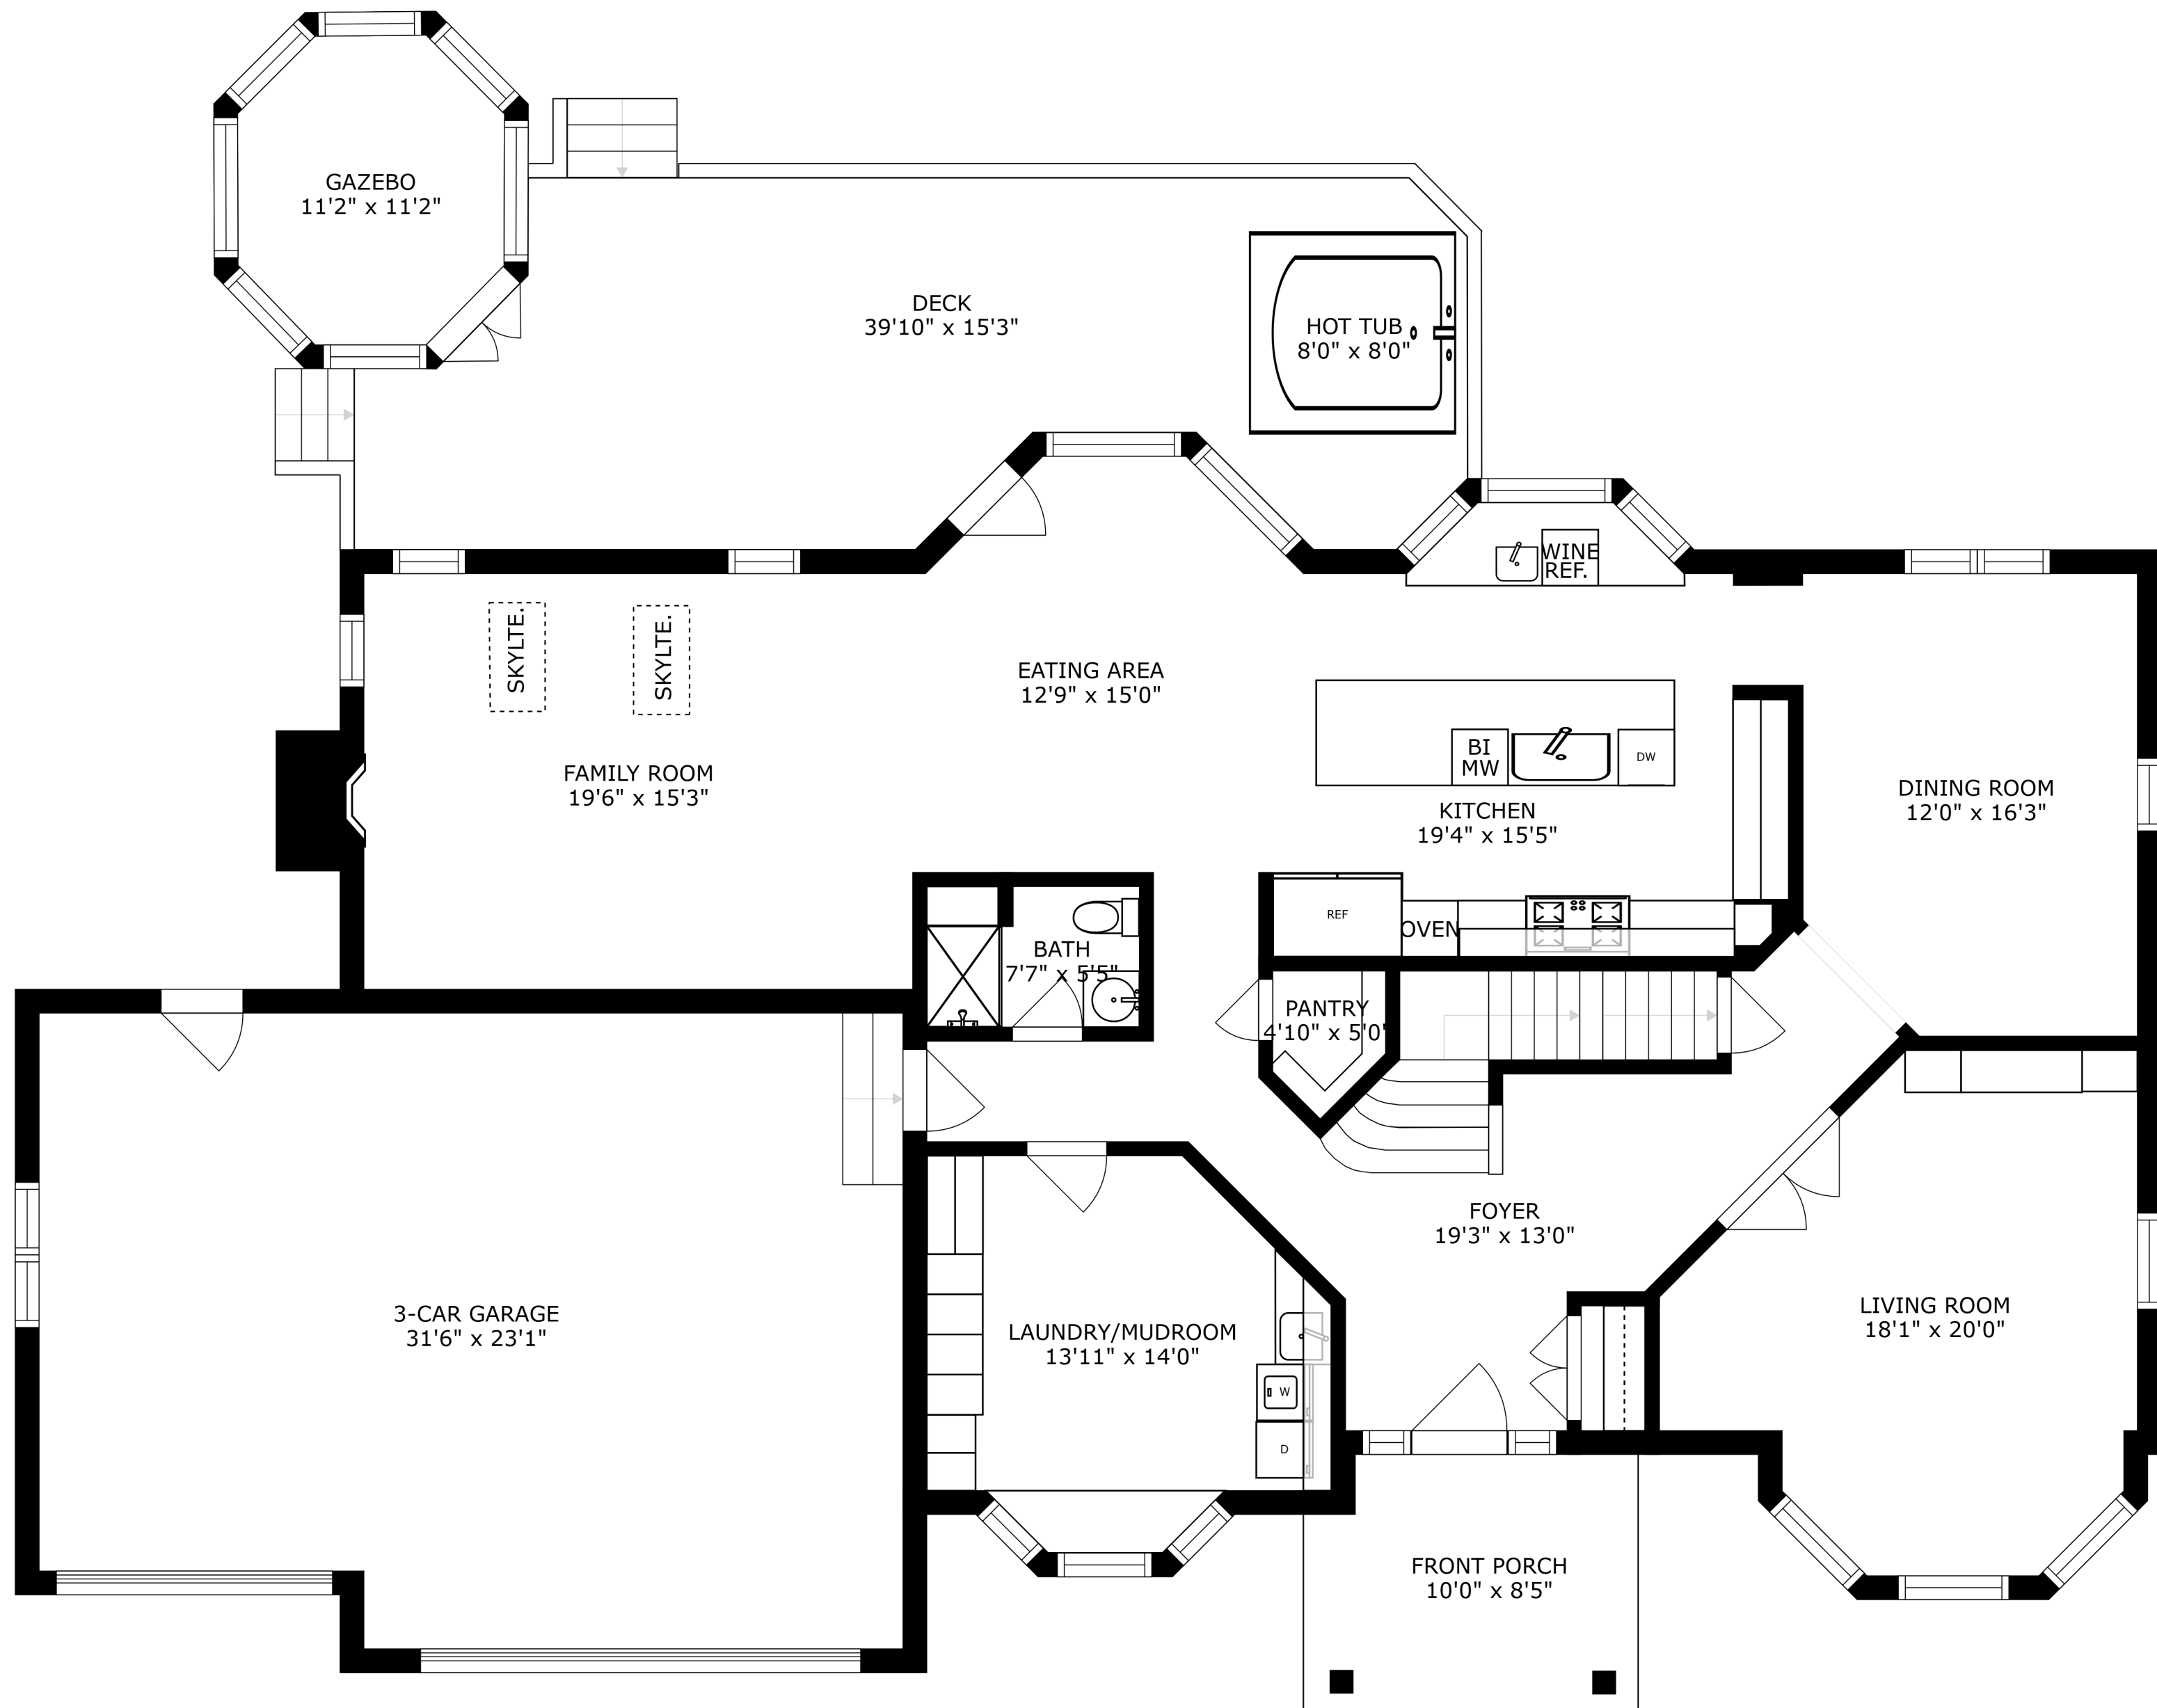 GAZEBO
11'2" x 11'2"
DECK
39'10" x 15'3"
HOT TUB
8'0" x 8'0"
WINE
REF.
SKYLTE.
SKYLTE.
EATING AREA
12'9" x 15'0"
FAMILY ROOM
19'6" x 15'3"
BI
MW
DW
KITCHEN
19'4" x 15'5"
DINING ROOM
12'0" x 16'3"
REF
OVEN
BATH
7'7" x 5'5"
PANTRY
4'10" x 5'0"
FOYER
19'3" x 13'0"
3-CAR GARAGE
31'6" x 23'1"
LAUNDRY/MUDROOM
13'11" x 14'0"
W
D
LIVING ROOM
18'1" x 20'0"
FRONT PORCH
10'0" x 8'5"